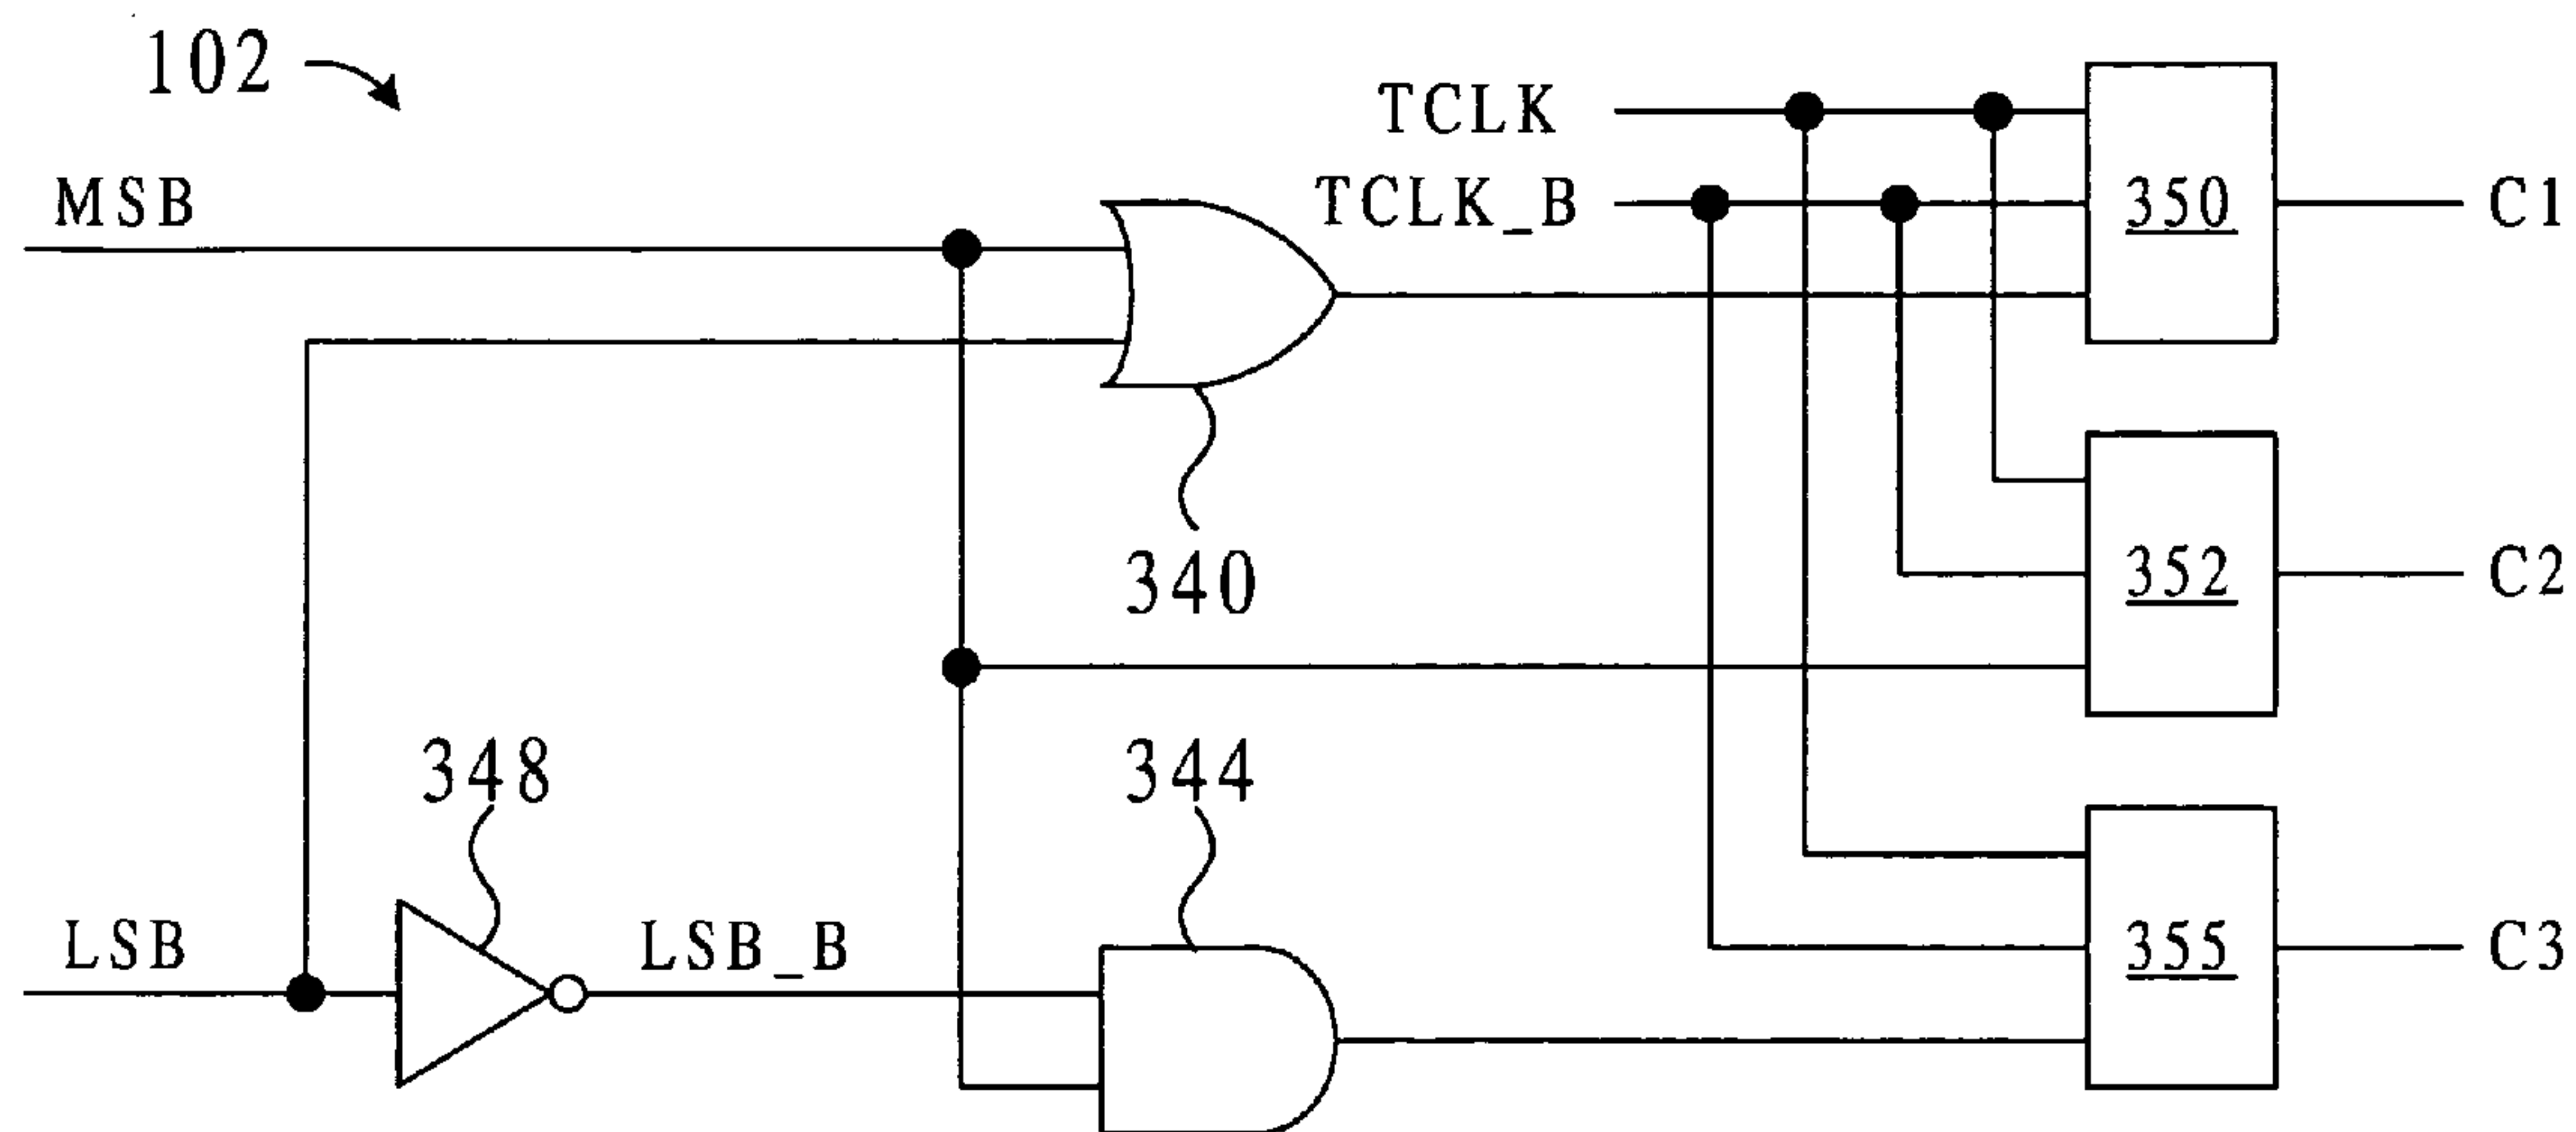 102
TCLK
MSB
TCLK_B
350
C1
340
352
C2
348
344
LSB
LSB_B
355
C3